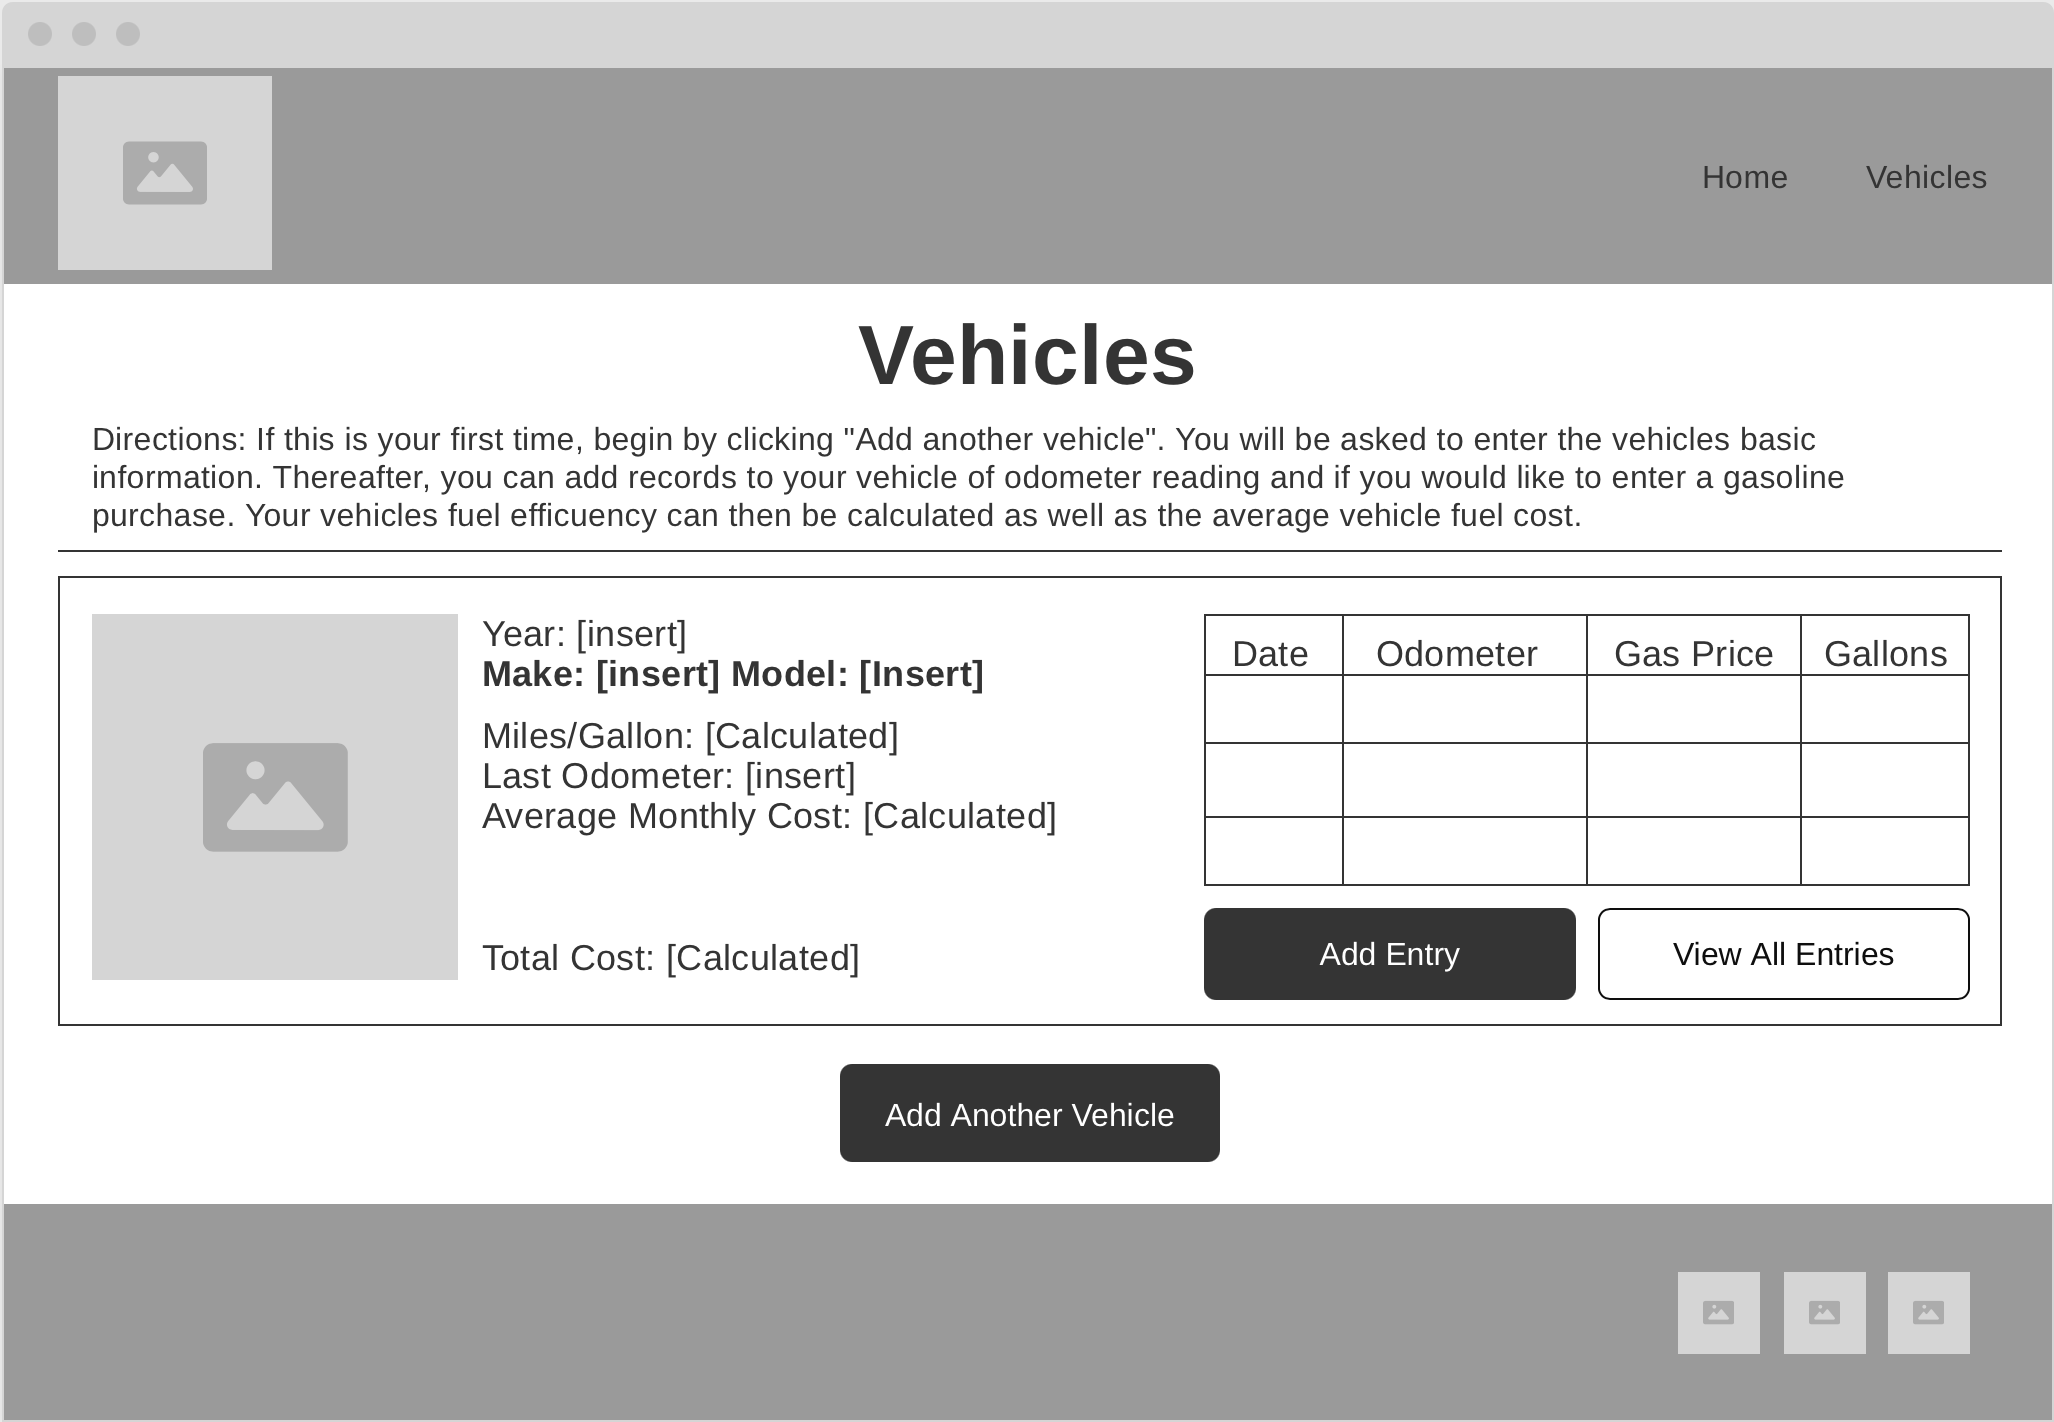 Home Vehicles
Vehicles
Directions: If this is your first time, begin by clicking "Add another vehicle". You will be asked to enter the vehicles basic
information. Thereafter, you can add records to your vehicle of odometer reading and if you would like to enter a gasoline
purchase. Your vehicles fuel efficuency can then be calculated as well as the average vehicle fuel cost.
Year: [insert]
Make: [insert] Model: [Insert]
Miles/Gallon: [Calculated]
Last Odometer: [insert]
Average Monthly Cost: [Calculated]
Total Cost: [Calculated]
Date Odometer Gas Price Gallons
Add Entry View All Entries
Add Another Vehicle